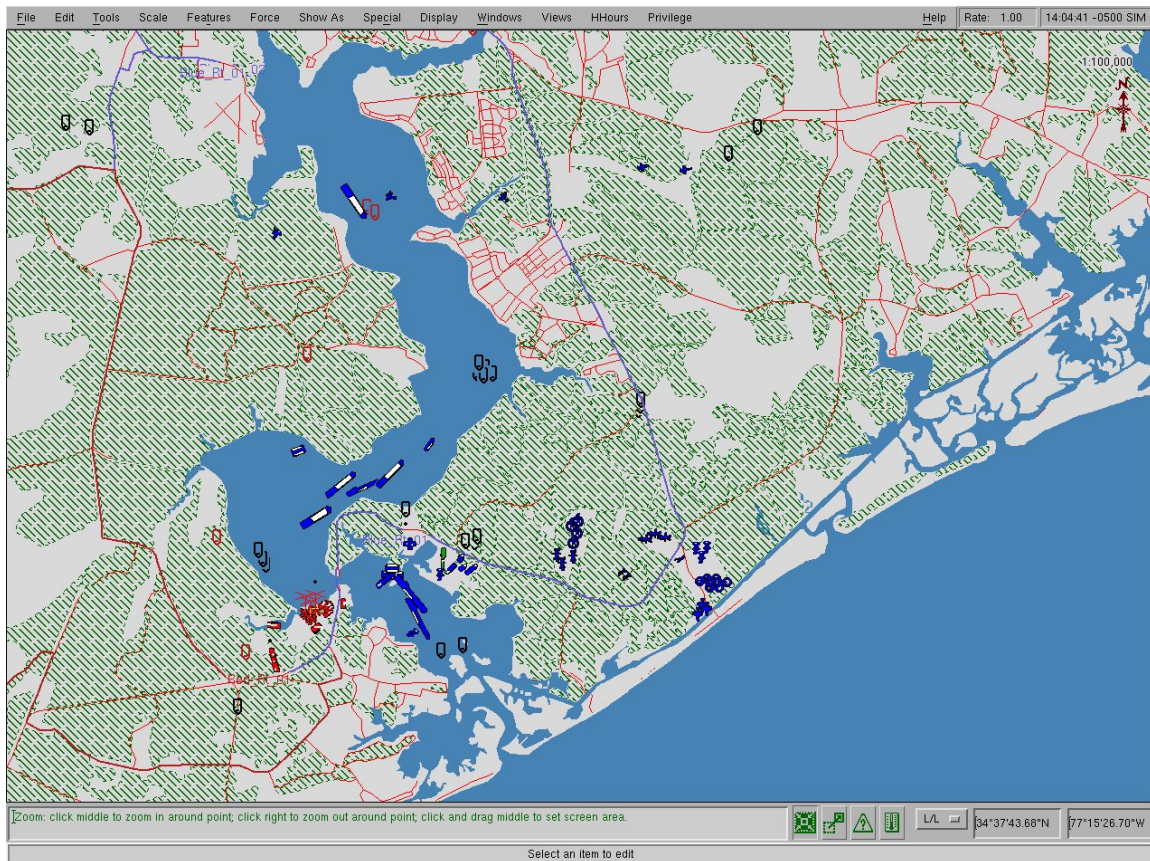 File Edit Tools Scale Features Force Show As Special Display Windows Views HHours Privilege Help Rate: 1.00 14:04:41 -0500 SIM
1:100,000
N
Zoom: click middle to zoom in around point; click right to zoom out around point; click and drag middle to set screen area.
L/L 34°37'43.68"N 77°15'26.70"W
Select an item to edit